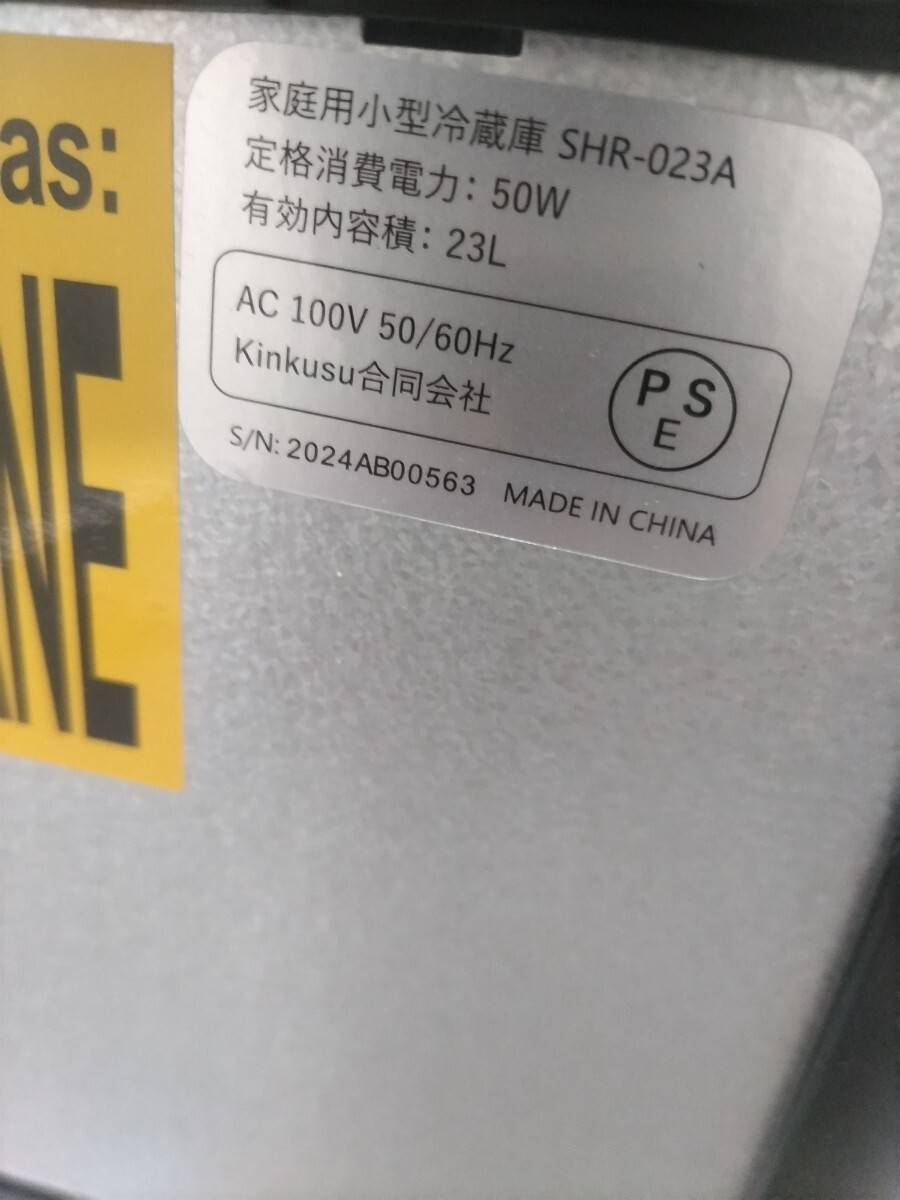 as:
家庭用小型冷蔵庫 SHR-023A
定格消費電力：50W
有効内容積：23L
AC 100V 50/60Hz
Kinkusu合同会社
PS
E
S/N: 2024AB00563 MADE IN CHINA